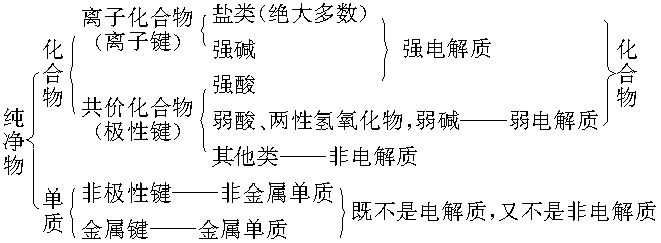 纯净物
化合物
离子化合物
(离子键)
盐类(绝大多数)
强碱
强电解质
化合物
共价化合物
(极性键)
强酸
弱酸、两性氢氧化物,弱碱——弱电解质
其他类——非电解质
单质
非极性键——非金属单质
金属键——金属单质
既不是电解质,又不是非电解质